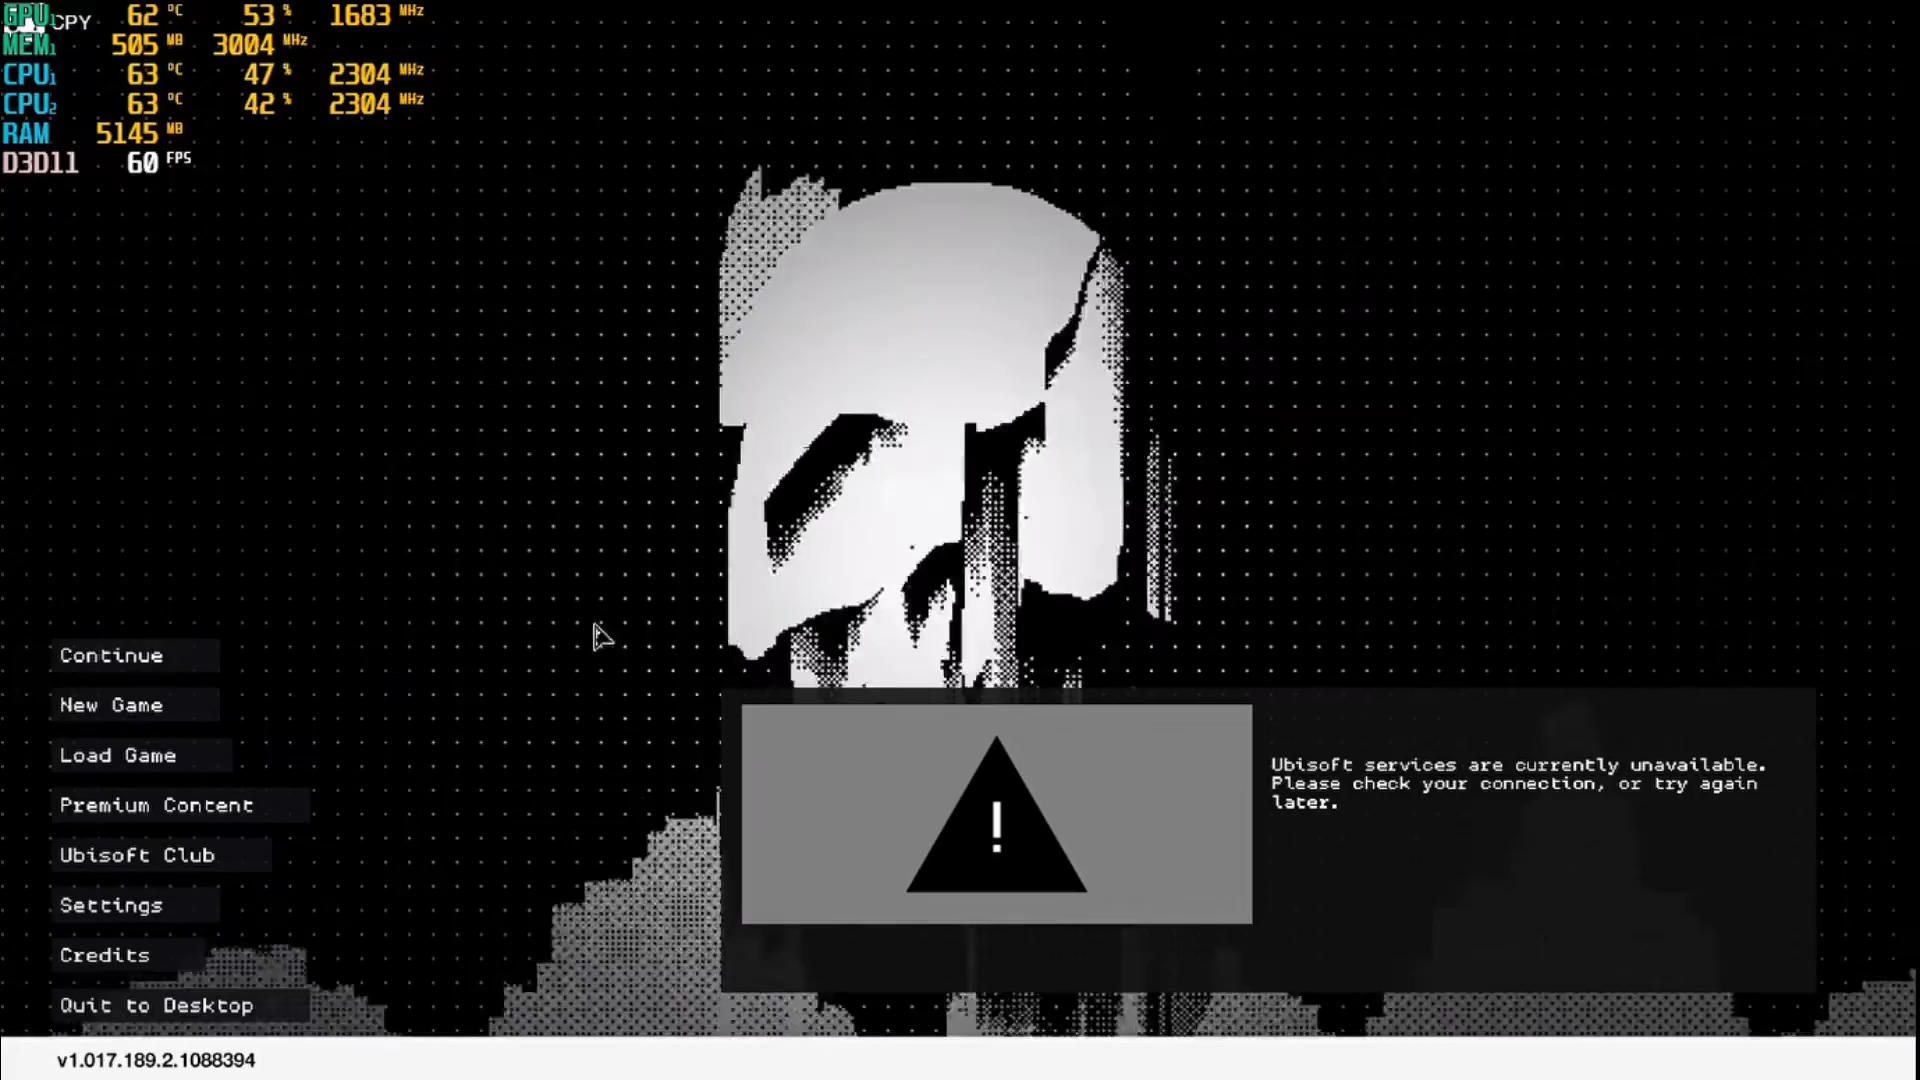 GPU₁ 62 °C 53 % 1683 MHz
CPY
MEM₁ 505 MB 3004 MHz
CPU₁ 63 °C 47 % 2304 MHz
CPU₂ 63 °C 42 % 2304 MHz
RAM 5145 MB
D3D11 60 FPS
Continue
New Game
Load Game
Premium Content
Ubisoft Club
Settings
Credits
Quit to Desktop
!
Ubisoft services are currently unavailable.
Please check your connection, or try again
later.
v1.017.189.2.1088394